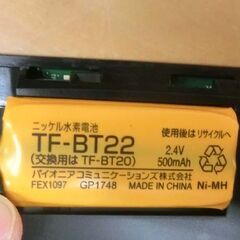 ニッケル水素電池
使用後はリサイクルへ
TF-BT22
(交換用は TF-BT20)
2.4V
500mAh
パイオニアコミュニケーションズ株式会社
FEX1097 GP1748 MADE IN CHINA Ni-MH